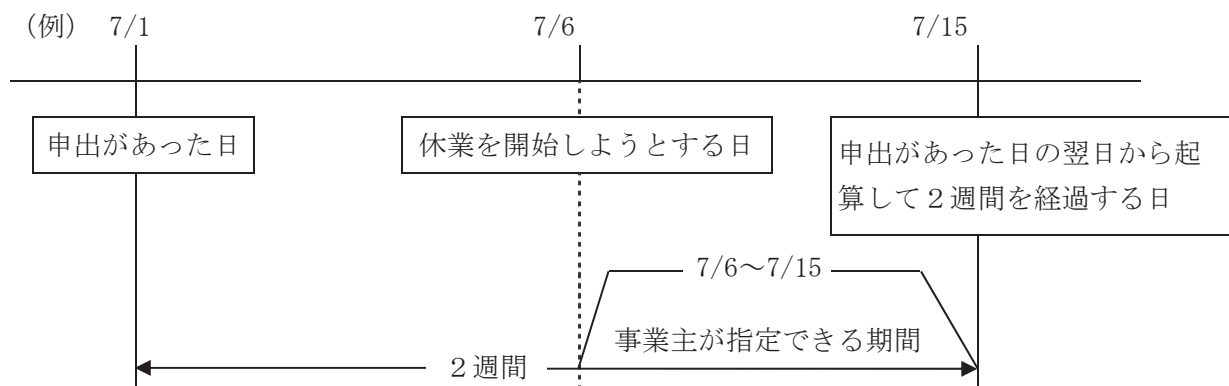 (例) 7/1 7/6 7/15
申出があった日
休業を開始しようとする日
申出があった日の翌日から起
算して２週間を経過する日
7/6～7/15
事業主が指定できる期間
２週間